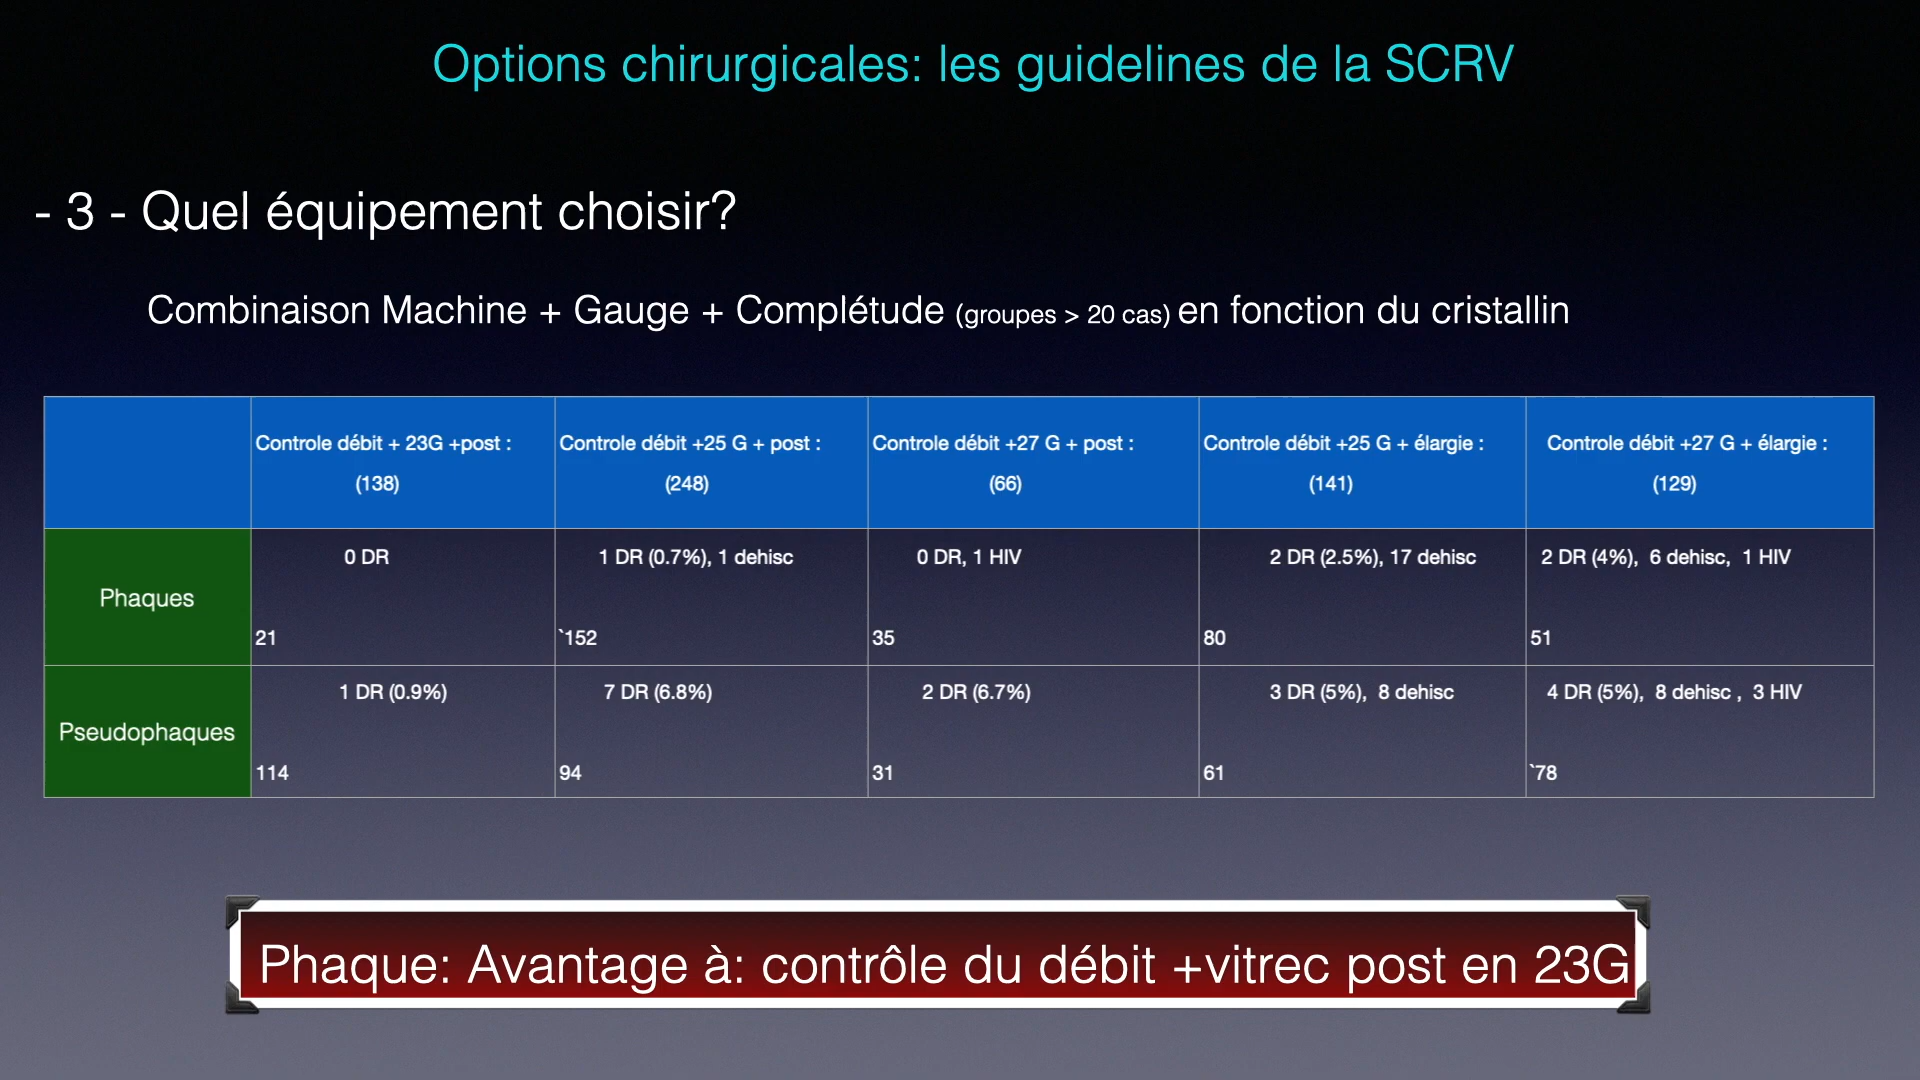 Options chirurgicales: les guidelines de la SCRV
- 3 - Quel équipement choisir?
Combinaison Machine + Gauge + Complétude (groupes > 20 cas) en fonction du cristallin
Controle débit + 23G +post :
(138)
Controle débit +25 G + post :
(248)
Controle débit +27 G + post :
(66)
Controle débit +25 G + élargie :
(141)
Controle débit +27 G + élargie :
(129)
Phaques
0 DR
21
1 DR (0.7%), 1 dehisc
`152
0 DR, 1 HIV
35
2 DR (2.5%), 17 dehisc
80
2 DR (4%),  6 dehisc,  1 HIV
51
Pseudophaques
1 DR (0.9%)
114
7 DR (6.8%)
94
2 DR (6.7%)
31
3 DR (5%),  8 dehisc
61
4 DR (5%),  8 dehisc ,  3 HIV
`78
Phaque: Avantage à: contrôle du débit +vitrec post en 23G